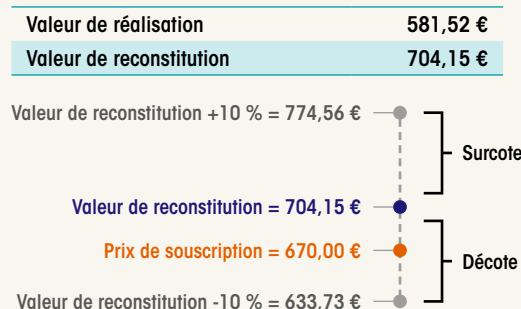 Valeur de réalisation 581,52 €
Valeur de reconstitution 704,15 €
Valeur de reconstitution +10 % = 774,56 €
Surcote
Valeur de reconstitution = 704,15 €
Prix de souscription = 670,00 €
Décote
Valeur de reconstitution -10 % = 633,73 €